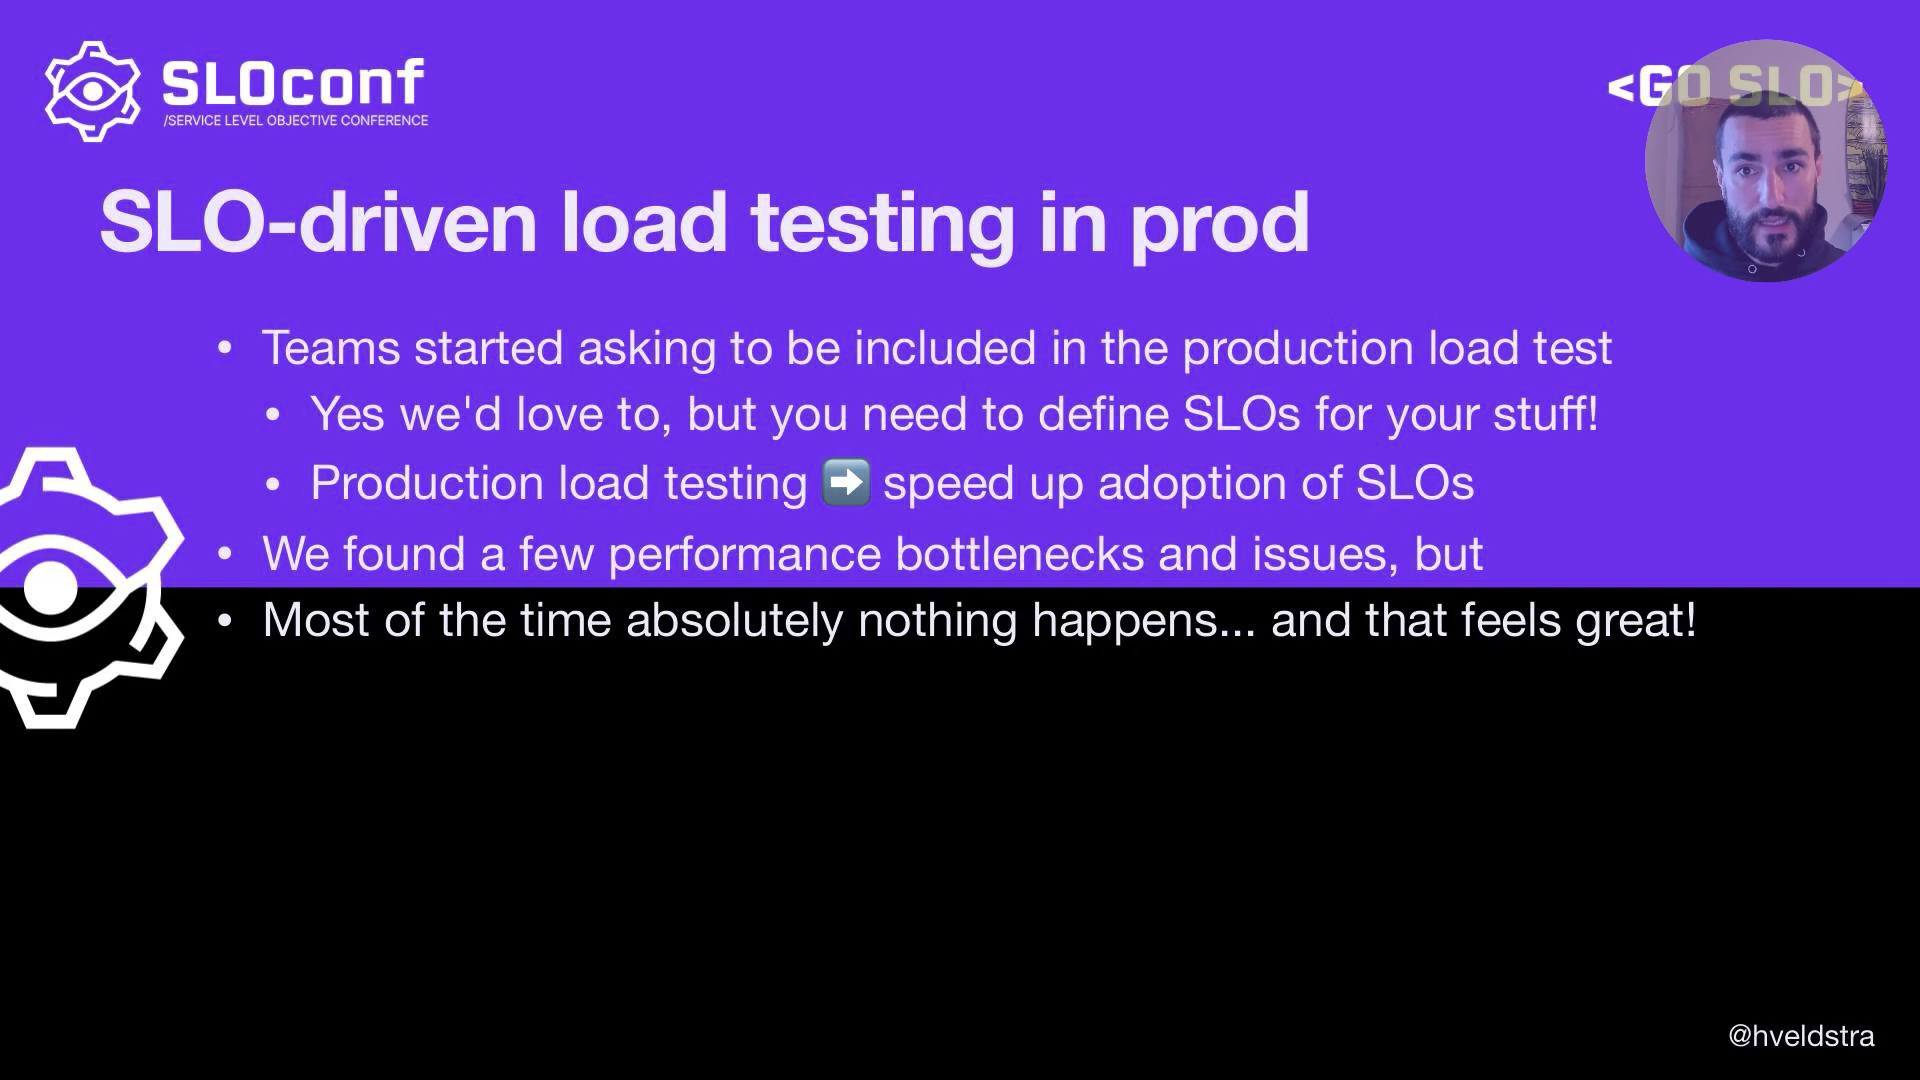 SLOconf
/SERVICE LEVEL OBJECTIVE CONFERENCE
<GO SLO>
SLO-driven load testing in prod
• Teams started asking to be included in the production load test
• Yes we'd love to, but you need to define SLOs for your stuff!
• Production load testing ➡️ speed up adoption of SLOs
• We found a few performance bottlenecks and issues, but
• Most of the time absolutely nothing happens... and that feels great!
@hveldstra